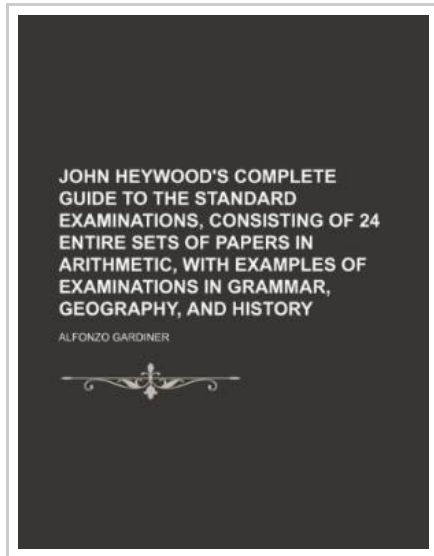 JOHN HEYWOOD'S COMPLETE
GUIDE TO THE STANDARD
EXAMINATIONS, CONSISTING OF 24
ENTIRE SETS OF PAPERS IN
ARITHMETIC, WITH EXAMPLES OF
EXAMINATIONS IN GRAMMAR,
GEOGRAPHY, AND HISTORY
ALFONZO GARDINER